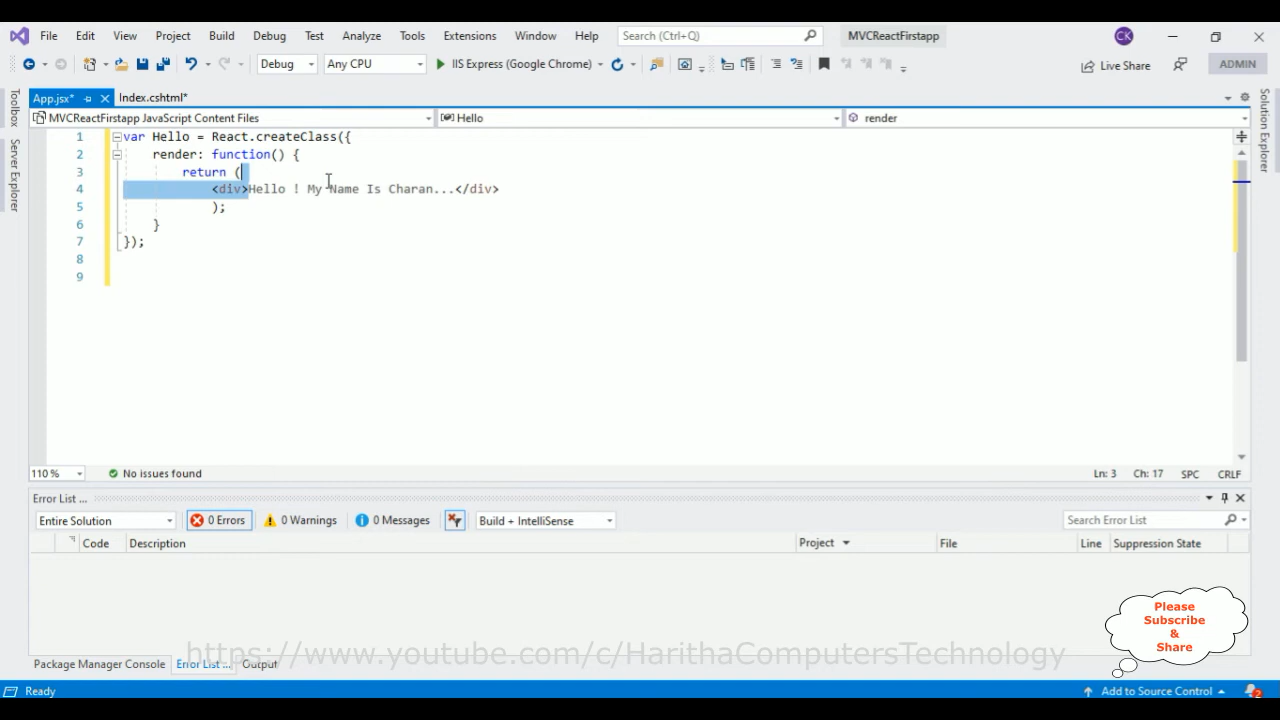 File Edit View Project Build Debug Test Analyze Tools Extensions Window Help Search (Ctrl+Q) MVCReactFirstapp CK
Debug Any CPU IIS Express (Google Chrome) Live Share ADMIN
App.jsx* Index.cshtml*
MVCReactFirstapp JavaScript Content Files Hello render
Toolbox
Server Explorer
Solution Explorer
1 var Hello = React.createClass({
2 render: function() {
3 return (
4 <div>Hello ! My Name Is Charan...</div>
5 );
6 }
7 });
8
9
110 % No issues found Ln: 3 Ch: 17 SPC CRLF
Error List ...
Entire Solution 0 Errors 0 Warnings 0 Messages Build + IntelliSense Search Error List
Code Description Project File Line Suppression State
Please
Subscribe
&
Share
https://www.youtube.com/c/HarithaComputersTechnology
Package Manager Console Error List ... Output
Ready Add to Source Control 2